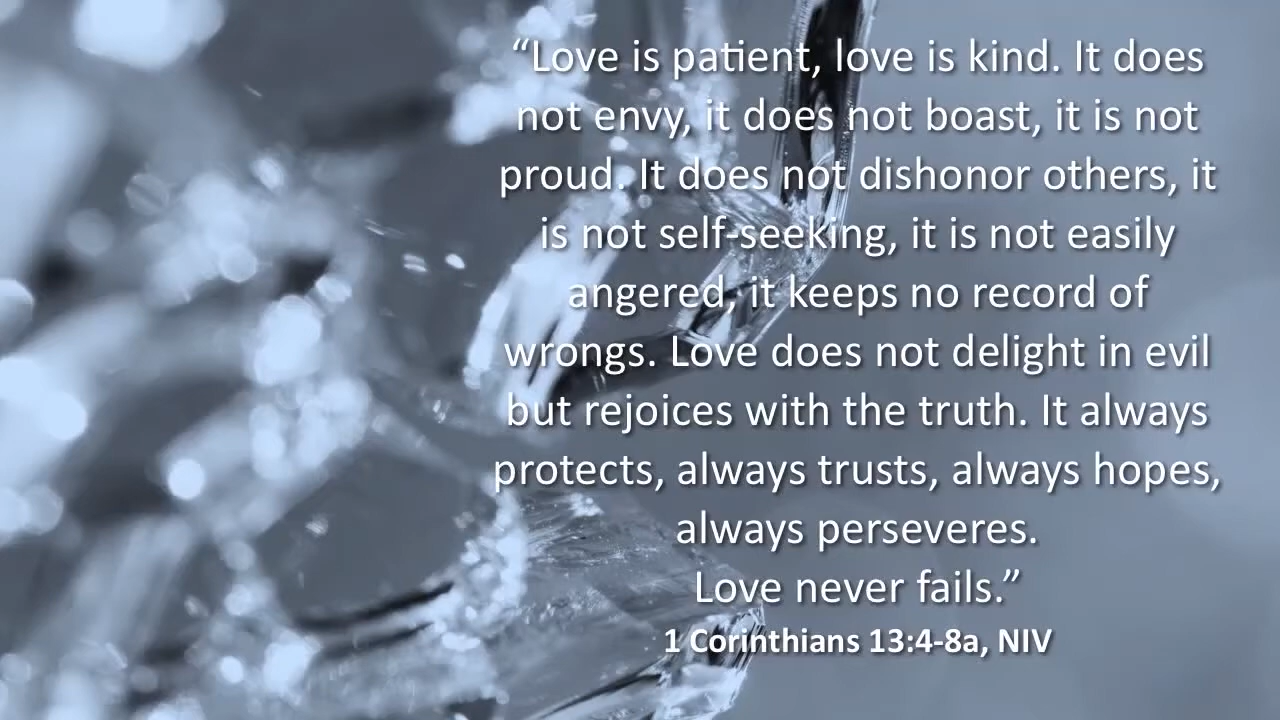 “Love is patient, love is kind. It does
not envy, it does not boast, it is not
proud. It does not dishonor others, it
is not self-seeking, it is not easily
angered, it keeps no record of
wrongs. Love does not delight in evil
but rejoices with the truth. It always
protects, always trusts, always hopes,
always perseveres.
Love never fails.”
1 Corinthians 13:4-8a, NIV